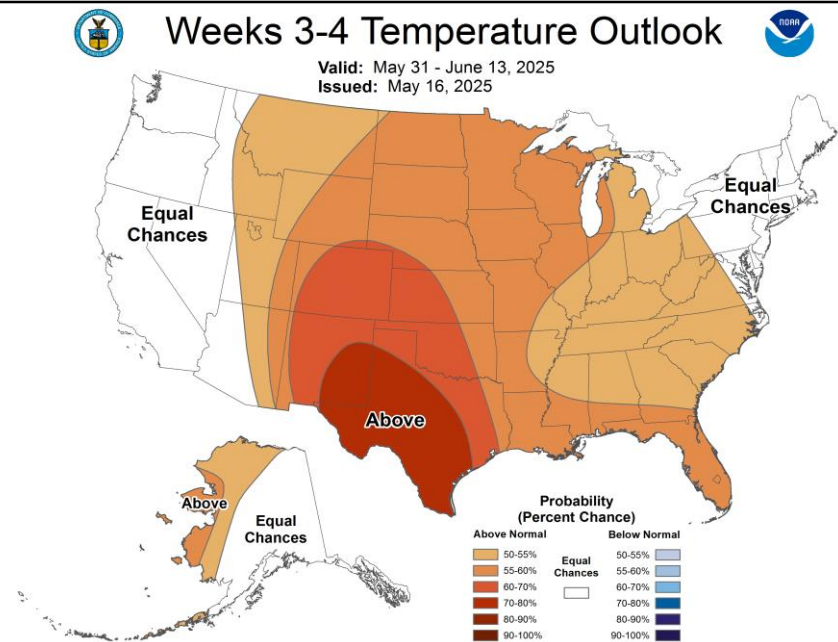 Weeks 3-4 Temperature Outlook
NOAA
Valid: May 31 - June 13, 2025
Issued: May 16, 2025
Equal
Chances
Equal
Chances
Above
Above
Equal
Chances
Probability
(Percent Chance)
Above Normal
Below Normal
50-55%
55-60%
60-70%
70-80%
80-90%
90-100%
Equal
Chances
50-55%
55-60%
60-70%
70-80%
80-90%
90-100%